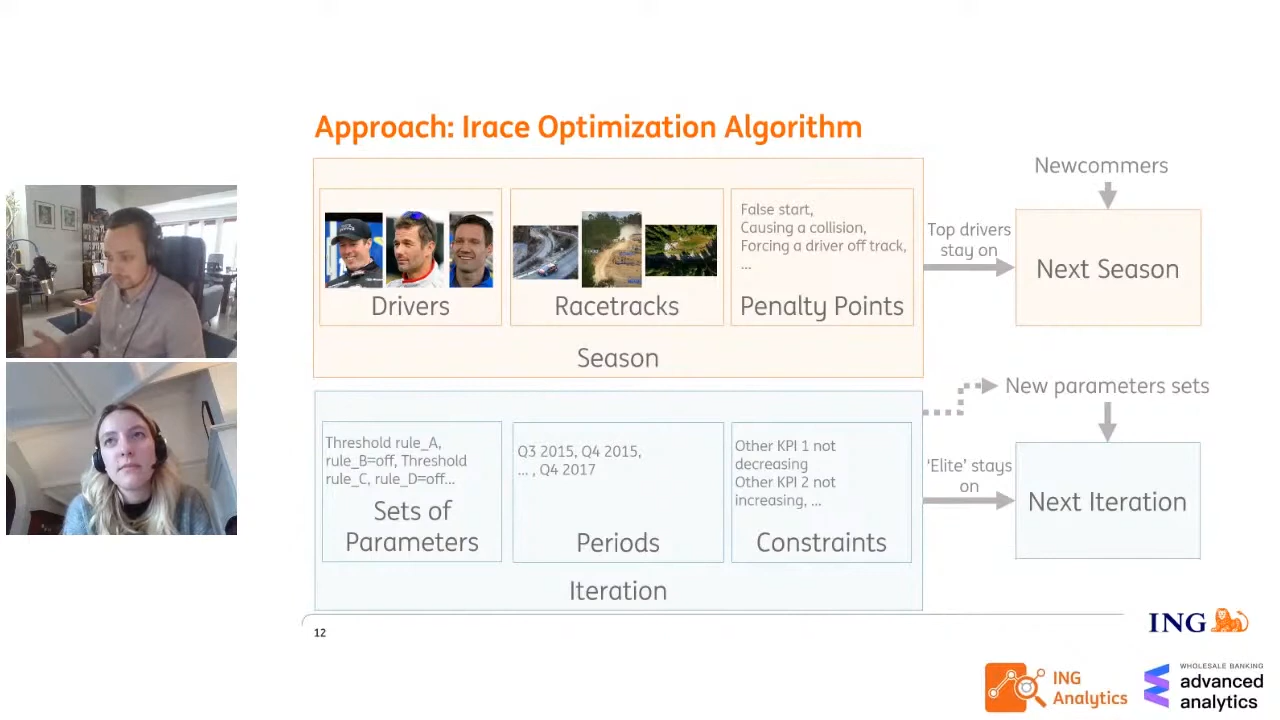 Approach: Irace Optimization Algorithm
Newcommers
False start,
Causing a collision,
Forcing a driver off track,
...
Top drivers
stay on
Next Season
Drivers
Racetracks
Penalty Points
Season
New parameters sets
Threshold rule_A,
rule_B=off, Threshold
rule_C, rule_D=off...
Sets of
Parameters
Q3 2015, Q4 2015,
... , Q4 2017
Periods
Other KPI 1 not
decreasing
Other KPI 2 not
increasing, ...
Constraints
'Elite' stays
on
Next Iteration
Iteration
12
ING
ING
Analytics
WHOLESALE BANKING
advanced
analytics